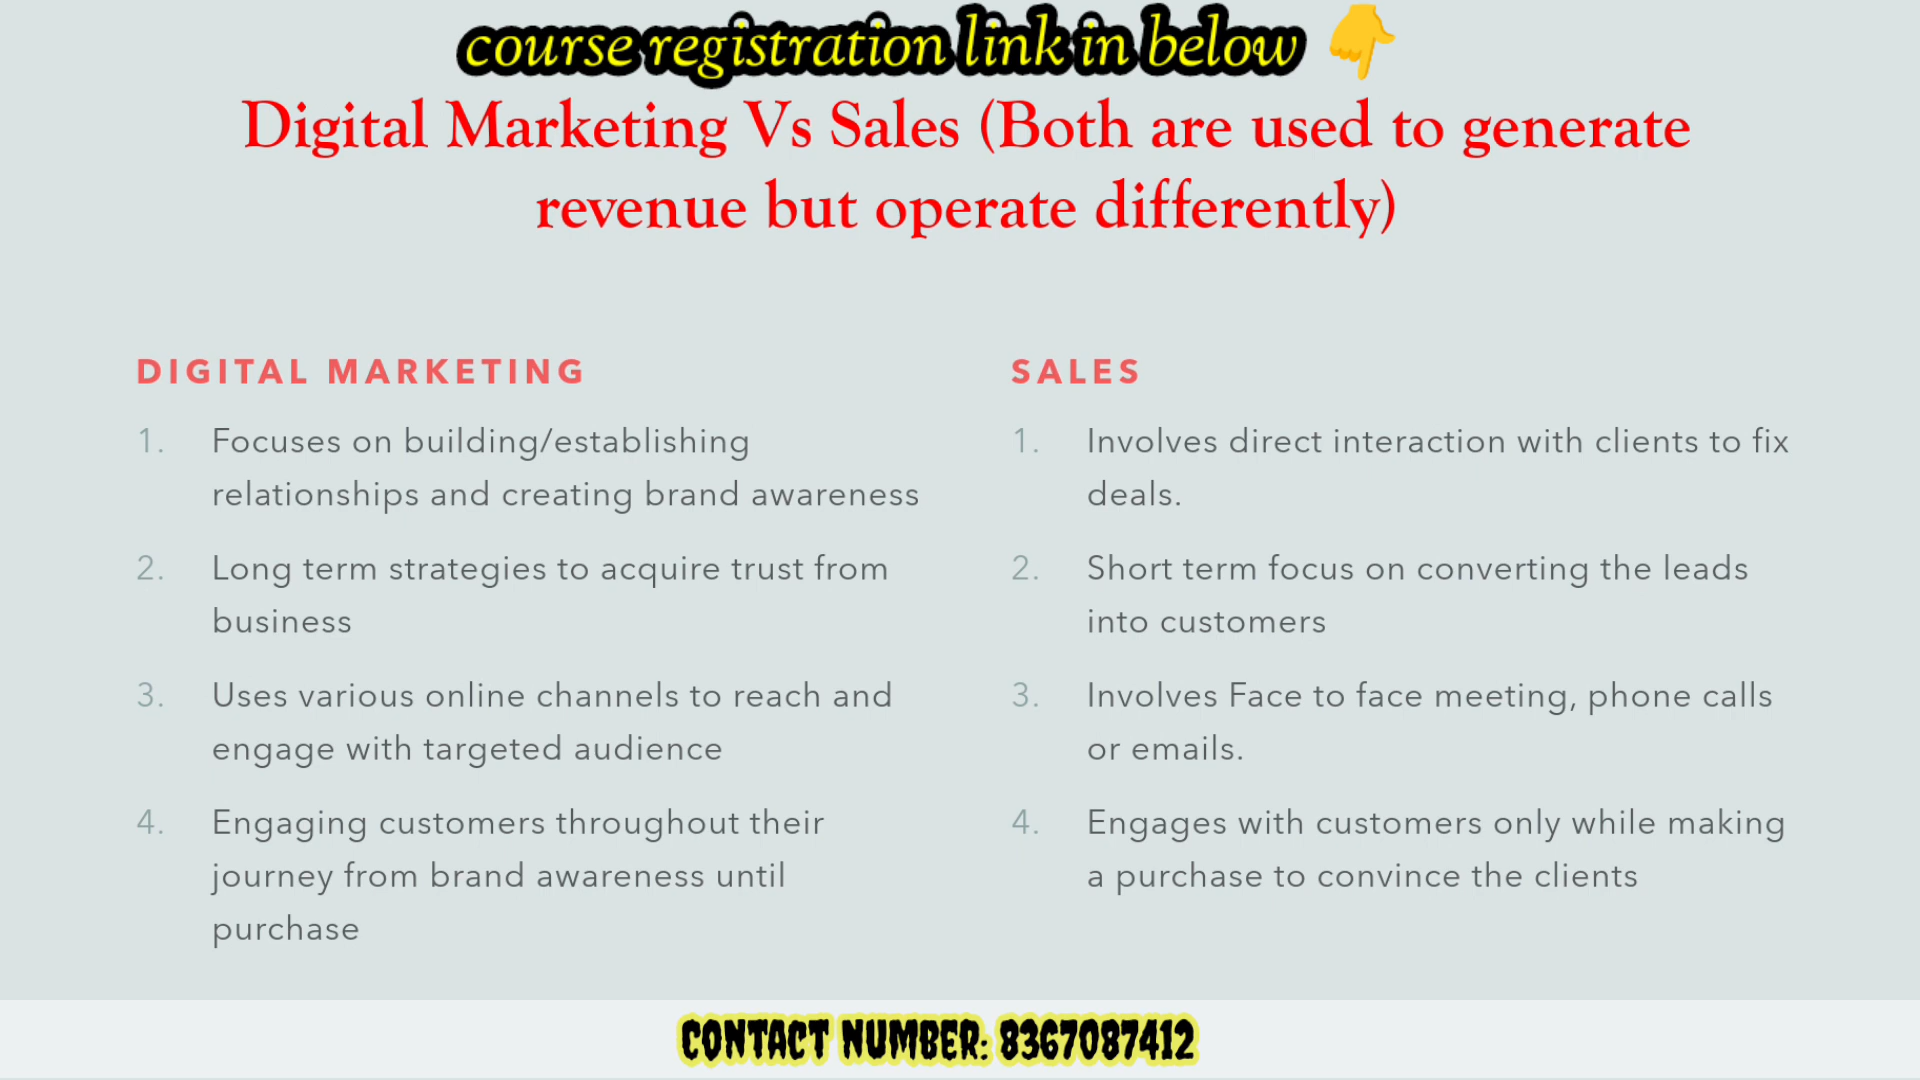 course registration link in below 👇
Digital Marketing Vs Sales (Both are used to generate
revenue but operate differently)
DIGITAL MARKETING
1. Focuses on building/establishing
relationships and creating brand awareness
2. Long term strategies to acquire trust from
business
3. Uses various online channels to reach and
engage with targeted audience
4. Engaging customers throughout their
journey from brand awareness until
purchase
SALES
1. Involves direct interaction with clients to fix
deals.
2. Short term focus on converting the leads
into customers
3. Involves Face to face meeting, phone calls
or emails.
4. Engages with customers only while making
a purchase to convince the clients
CONTACT NUMBER: 8367087412